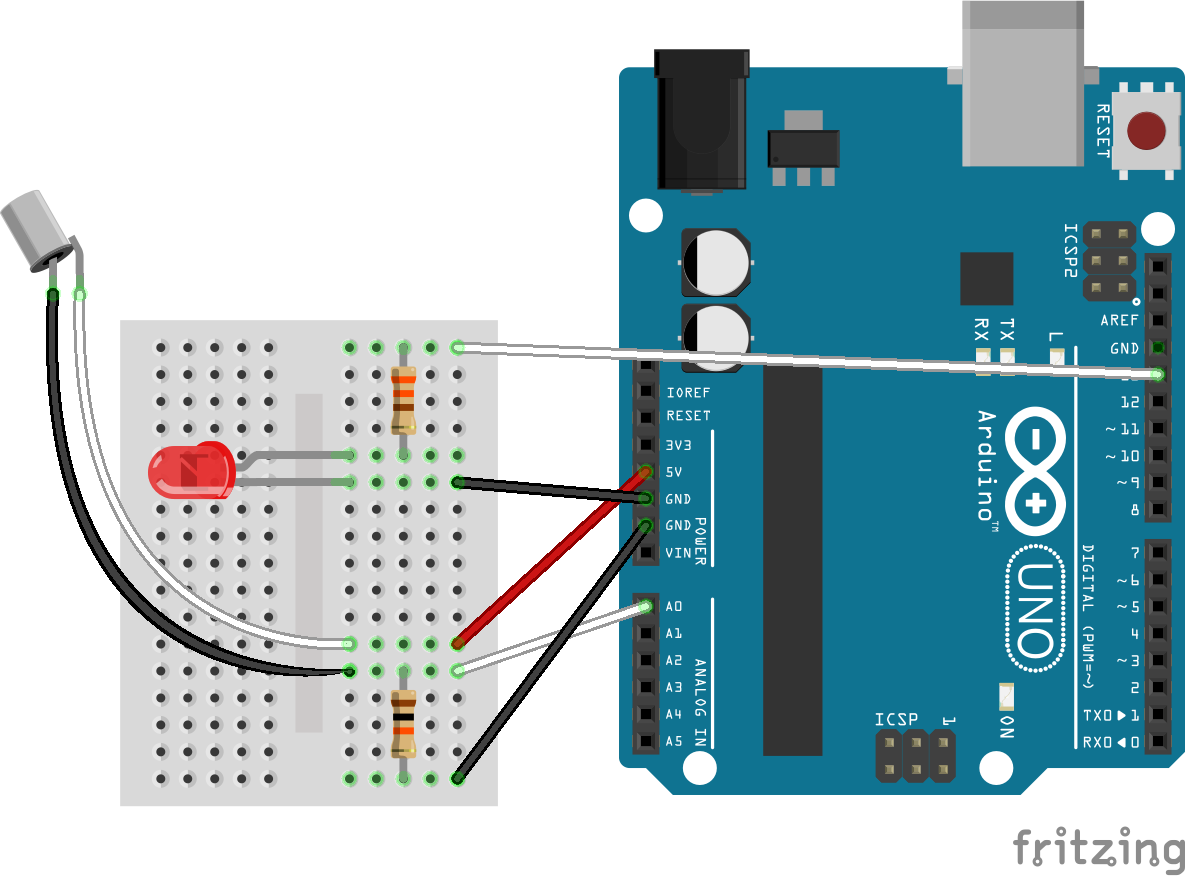 RESET
ICSP2
AREF
GND
RX
TX
L
IOREF
RESET
3V3
5V
GND
GND
VIN
POWER
12
~ 11
~ 10
~ 9
8
Arduino™
UNO
DIGITAL (PWM=~)
7
~ 6
~ 5
4
~ 3
2
TX0 ▶ 1
RX0 ◀ 0
A0
A1
A2
A3
A4
A5
ANALOG IN
ON
ICSP
1
fritzing